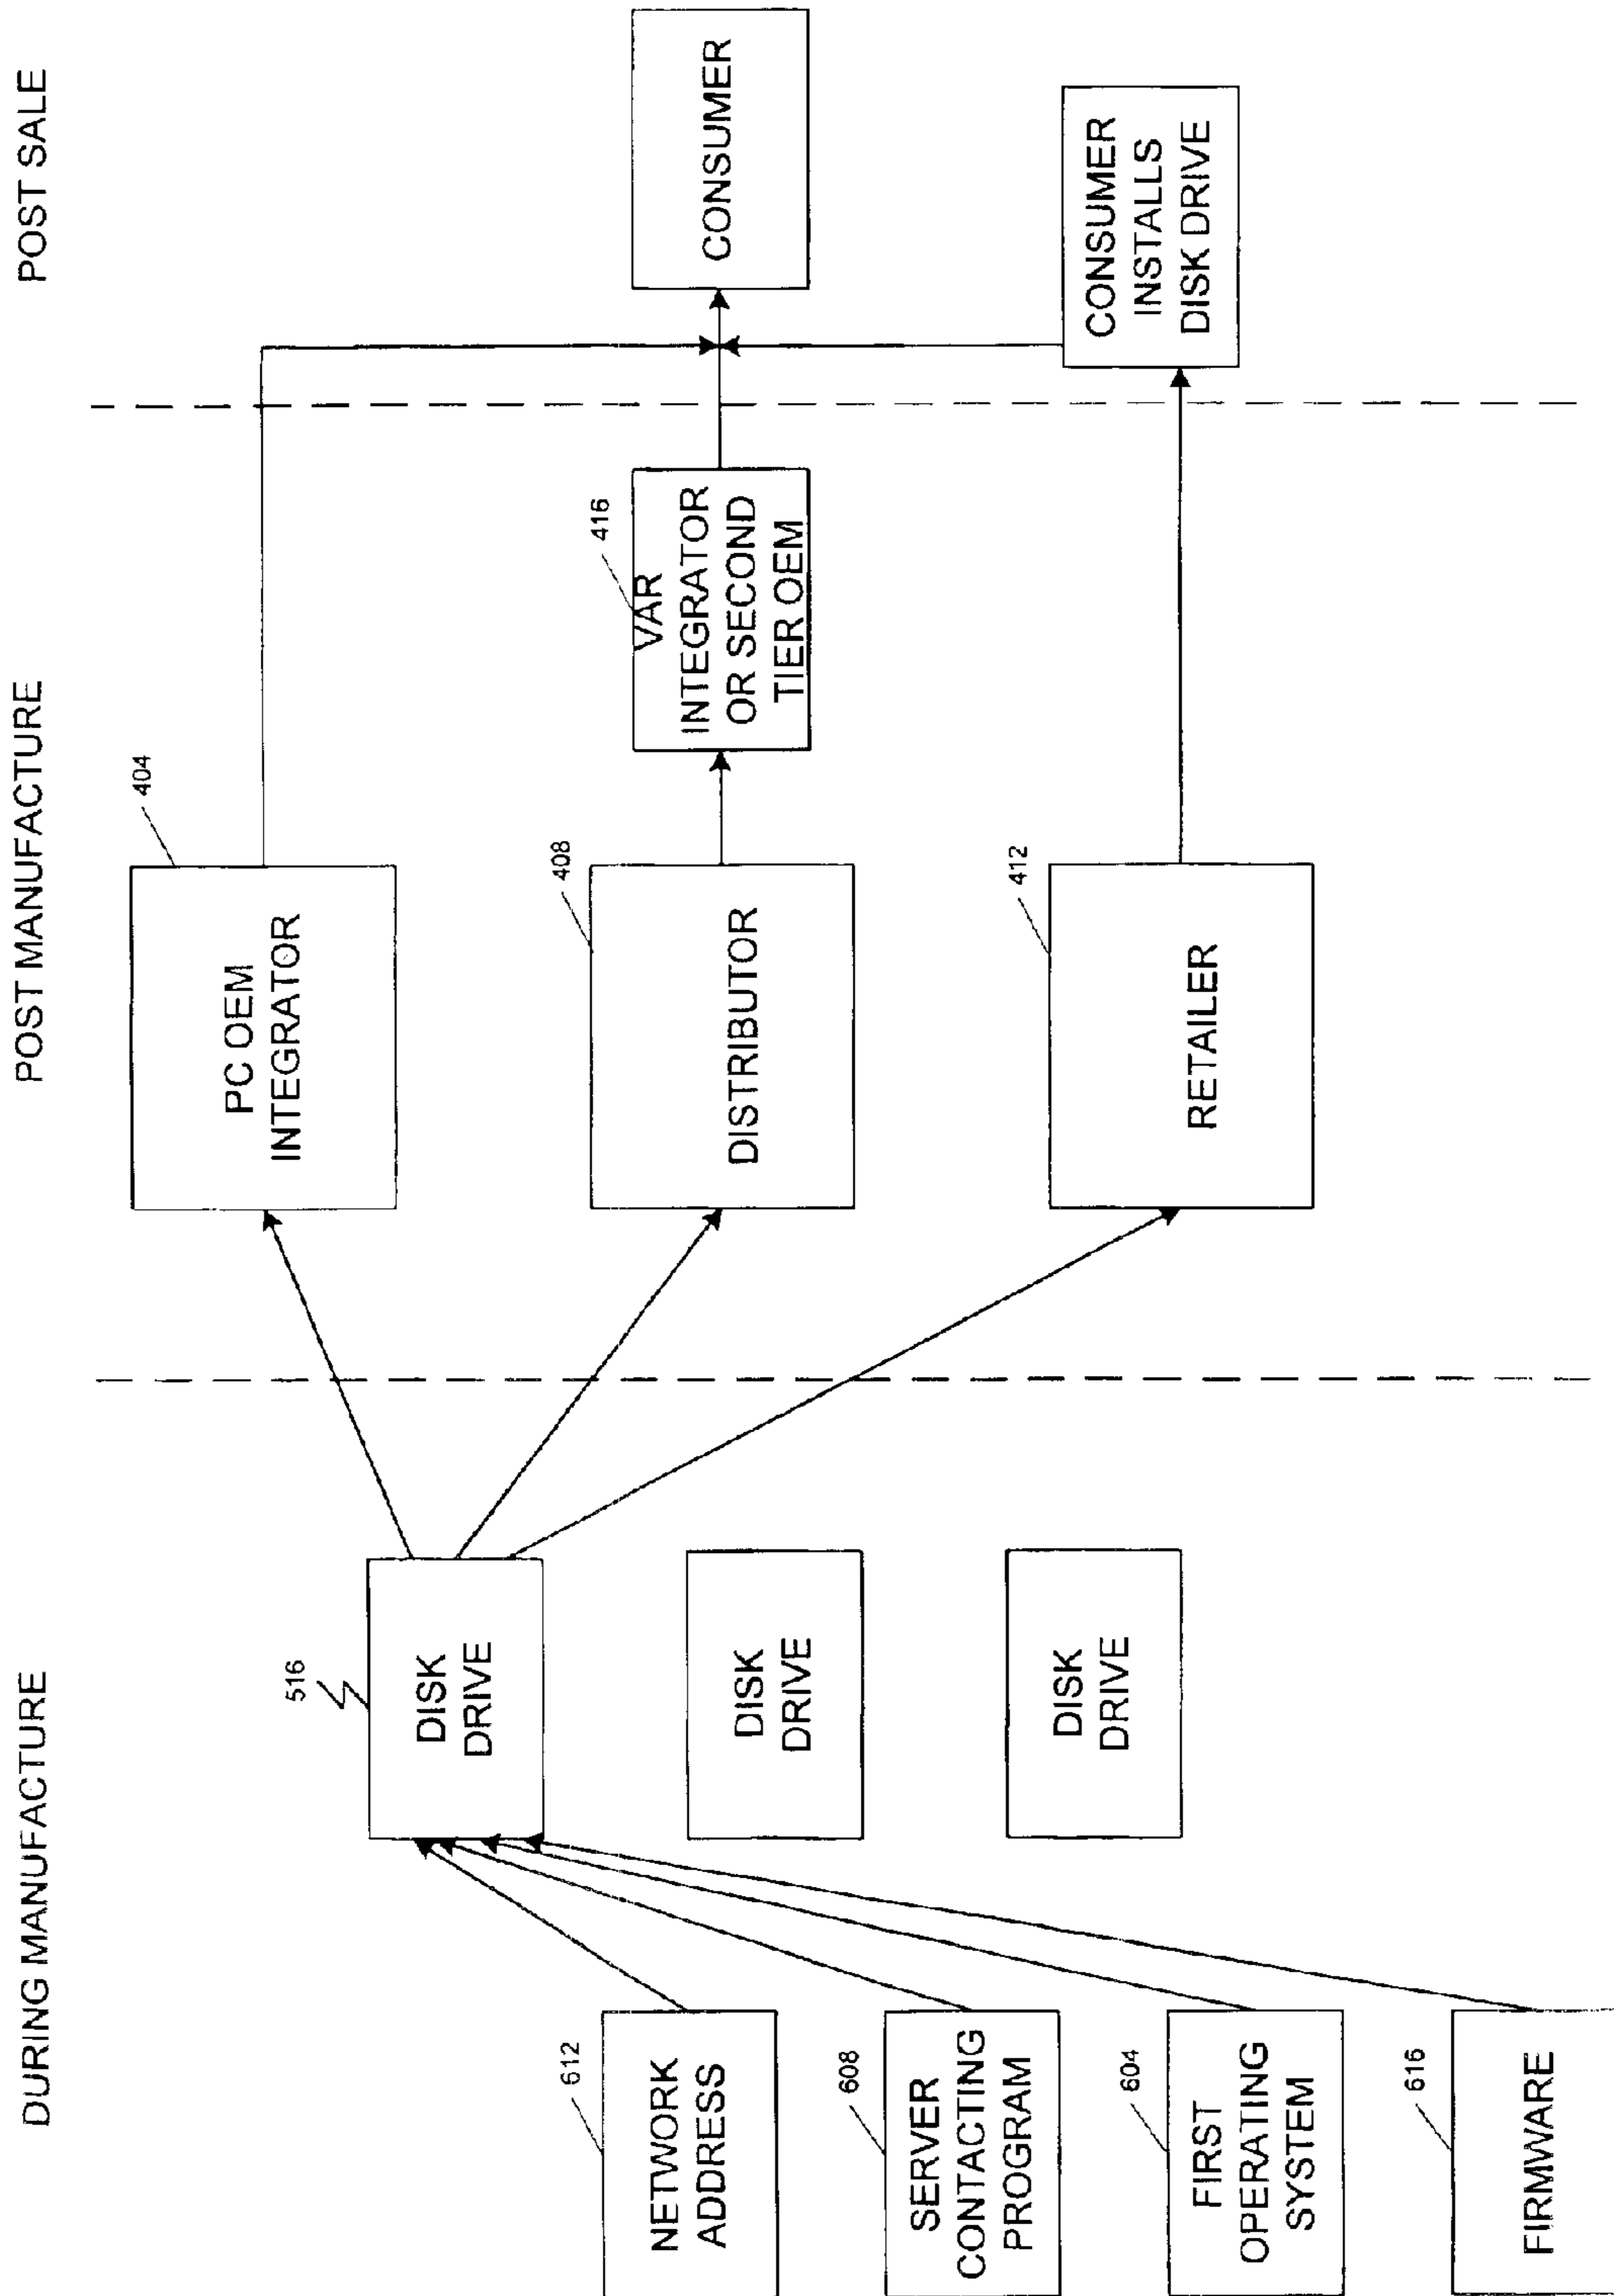 DURING MANUFACTURE
POST MANUFACTURE
POST SALE
612
NETWORK
ADDRESS
608
SERVER
CONTACTING
PROGRAM
604
FIRST
OPERATING
SYSTEM
616
FIRMWARE
516
DISK
DRIVE
DISK
DRIVE
DISK
DRIVE
404
PC OEM
INTEGRATOR
408
DISTRIBUTOR
412
RETAILER
416
VAR
INTEGRATOR
OR SECOND
TIER OEM
CONSUMER
CONSUMER
INSTALLS
DISK DRIVE